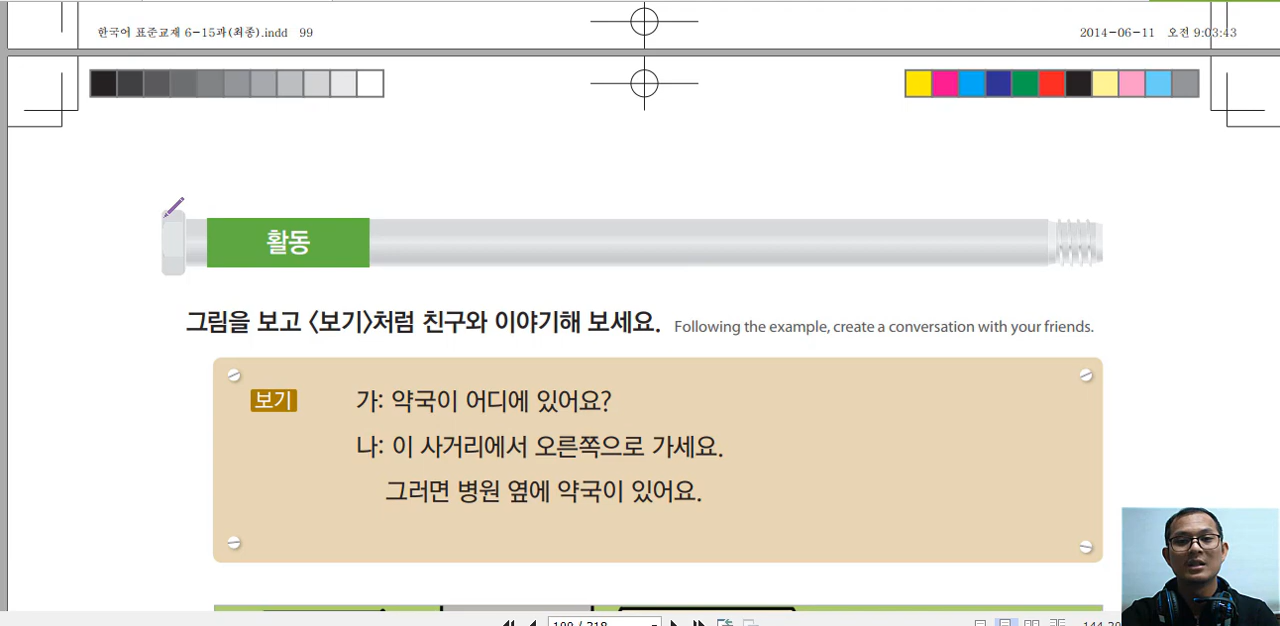 한국어 표준교재 6-15과(최종).indd 99
2014-06-11 오전 9:03:43
활동
그림을 보고 〈보기〉처럼 친구와 이야기해 보세요. Following the example, create a conversation with your friends.
보기
가: 약국이 어디에 있어요?
나: 이 사거리에서 오른쪽으로 가세요.
그러면 병원 옆에 약국이 있어요.